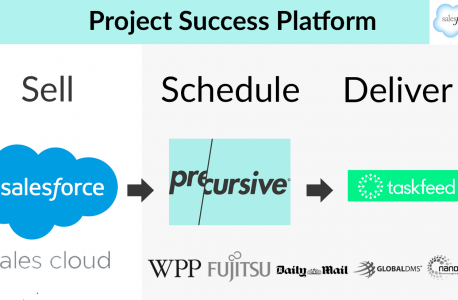 Project Success Platform
sales
Sell
Schedule
Deliver
salesforce
precursive
taskfeed
ales cloud
WPP
FUJITSU
Daily Mail
GLOBALDMS
nano